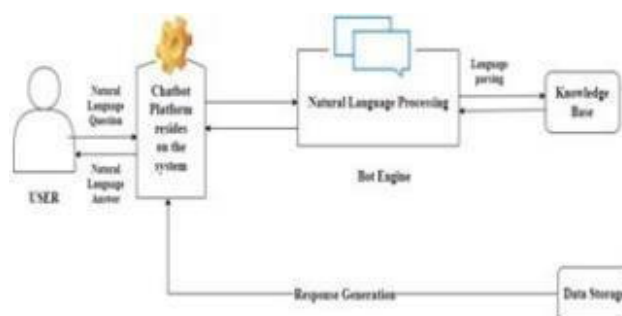 Natural
Language
Question
Natural
Language
Answer
USER
Chatbot
Platform
resides
on the
system
Natural Language Processing
Bot Engine
Language
parsing
Knowledge
Base
Response Generation
Data Storage